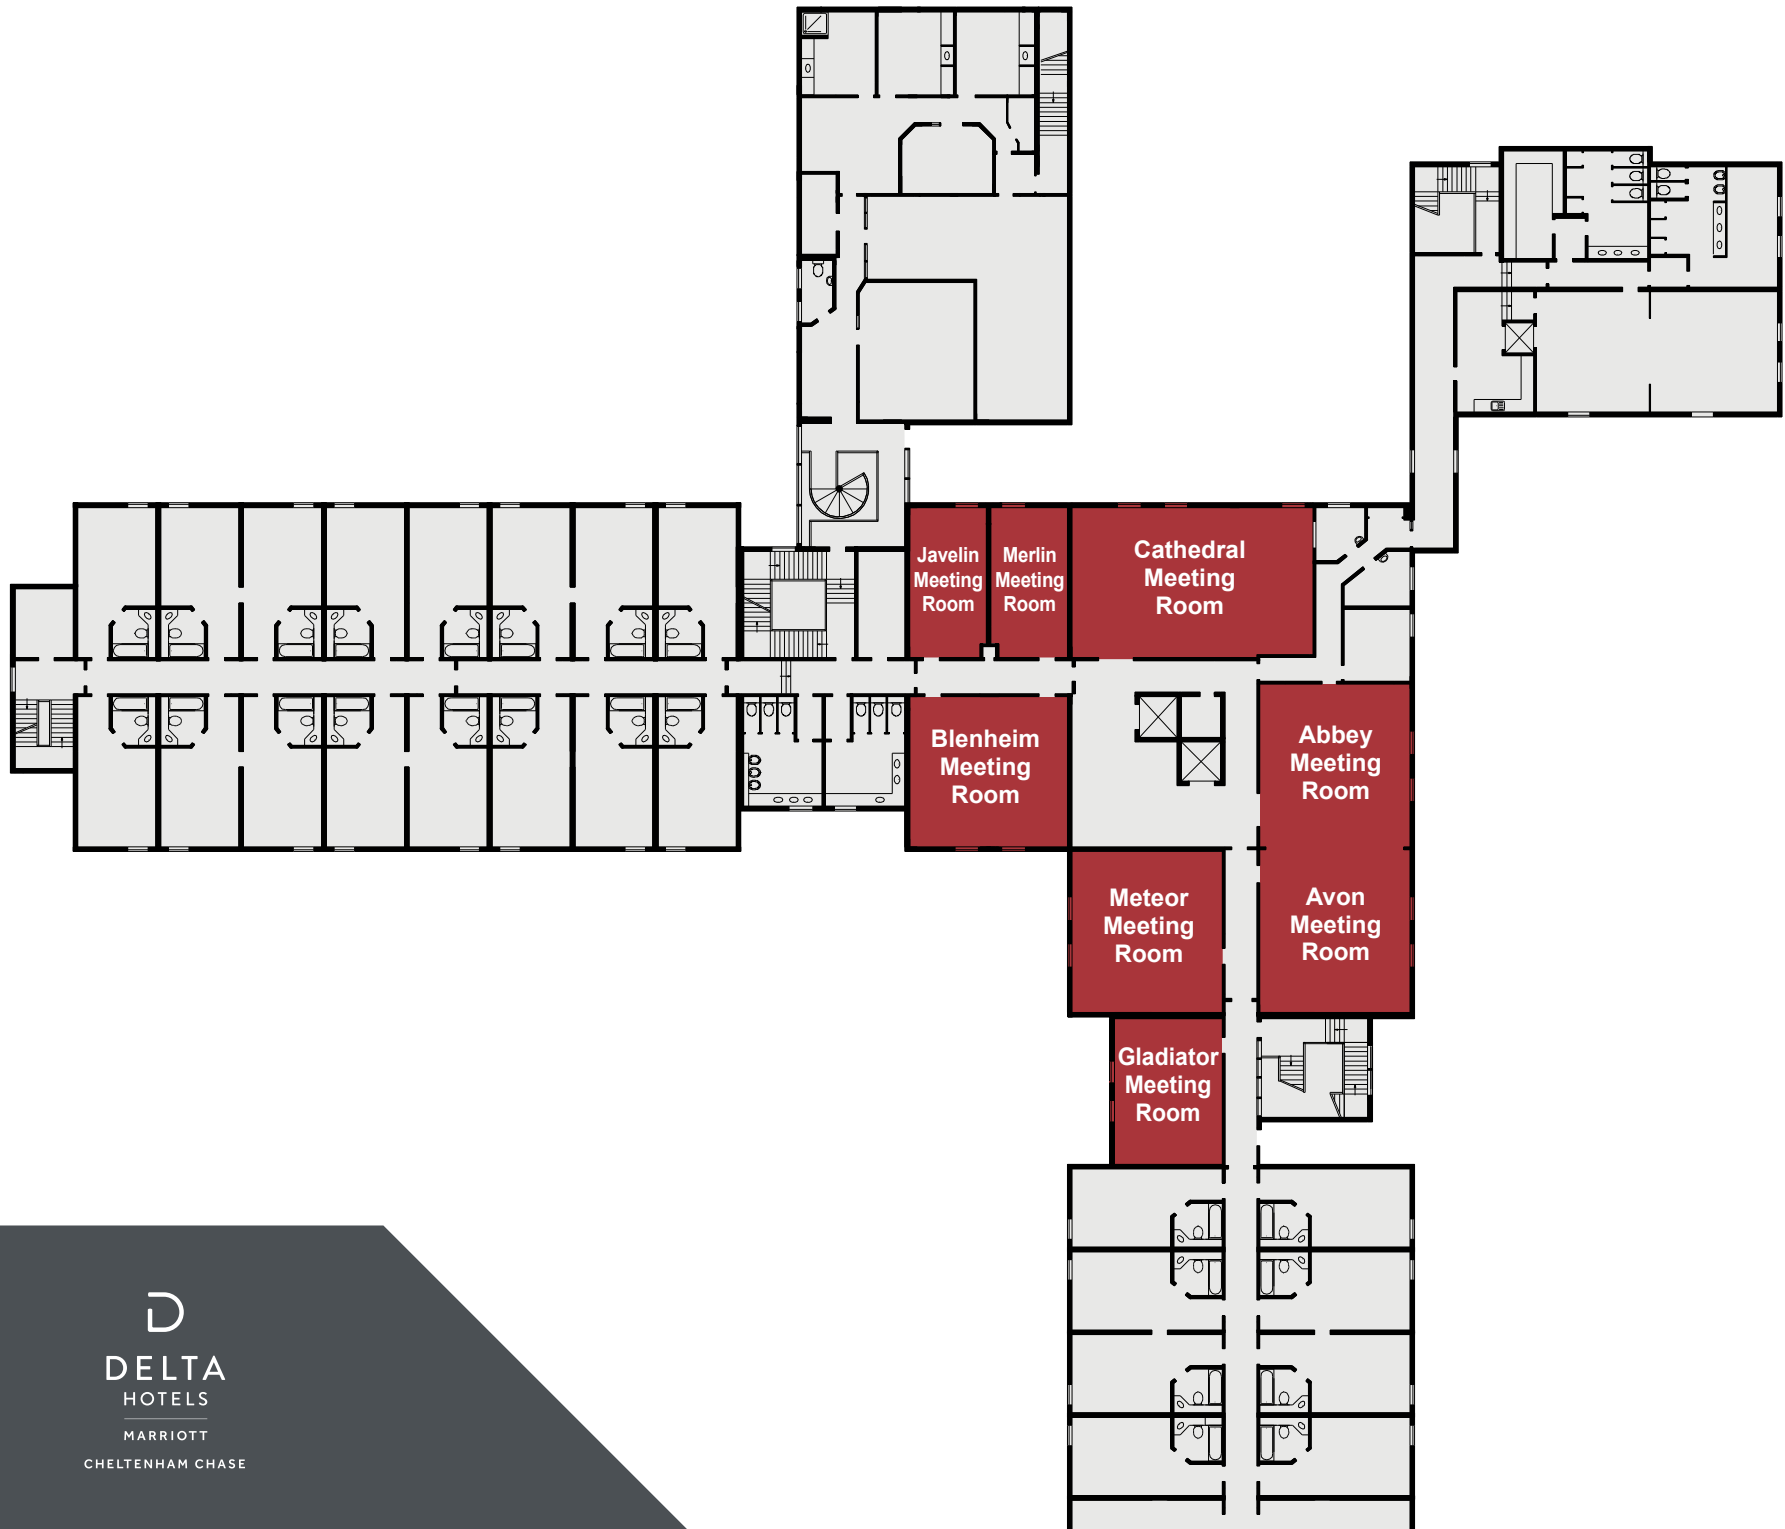 Javelin
Meeting
Room
Merlin
Meeting
Room
Cathedral
Meeting
Room
Blenheim
Meeting
Room
Abbey
Meeting
Room
Meteor
Meeting
Room
Avon
Meeting
Room
Gladiator
Meeting
Room
D
DELTA
HOTELS
MARRIOTT
CHELTENHAM CHASE